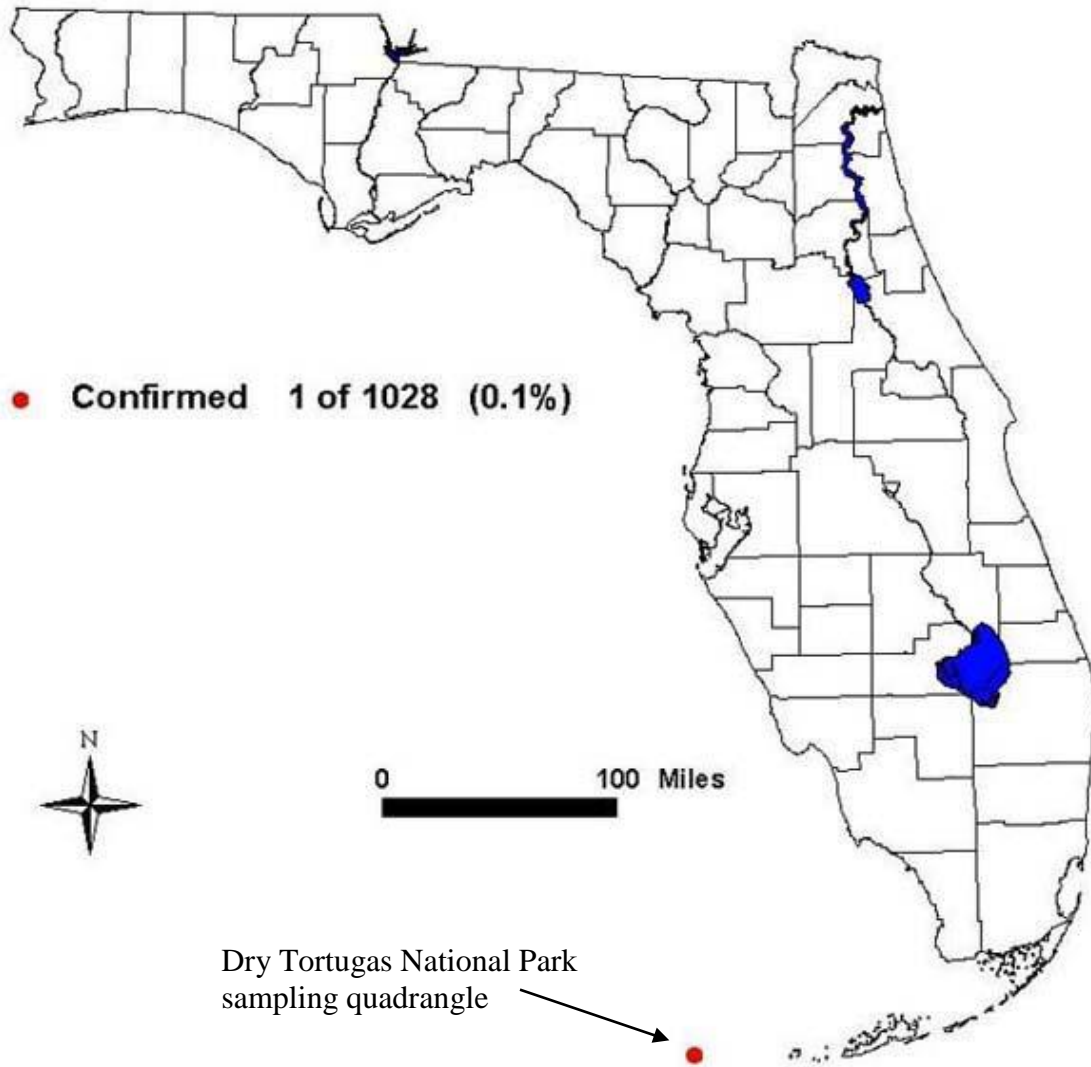 Confirmed 1 of 1028 (0.1%)
N
0 100 Miles
Dry Tortugas National Park
sampling quadrangle